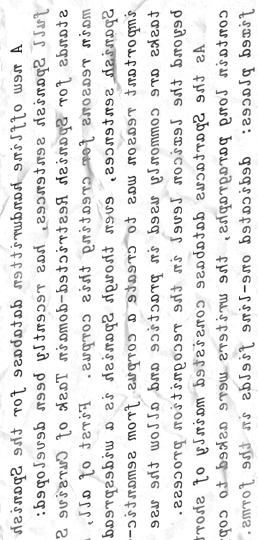 A new offline handwritten database for the Spanish
full Spanish sentences, has recently been developed:
stands for Spanish Restricted-domain Task of Cursive S
main reasons for creating this corpus. First of all,
Spanish sentences, even though Spanish is a widespread
important reason was to create a corpus from semantic-
tasks are commonly used in practice and allow the use
beyond the lexicon level in the recognition process.
As the Spartacus database consisted mainly of short
contain long paragraphs, the writers were asked to cop
fixed places: dedicated one-line fields in the forms.